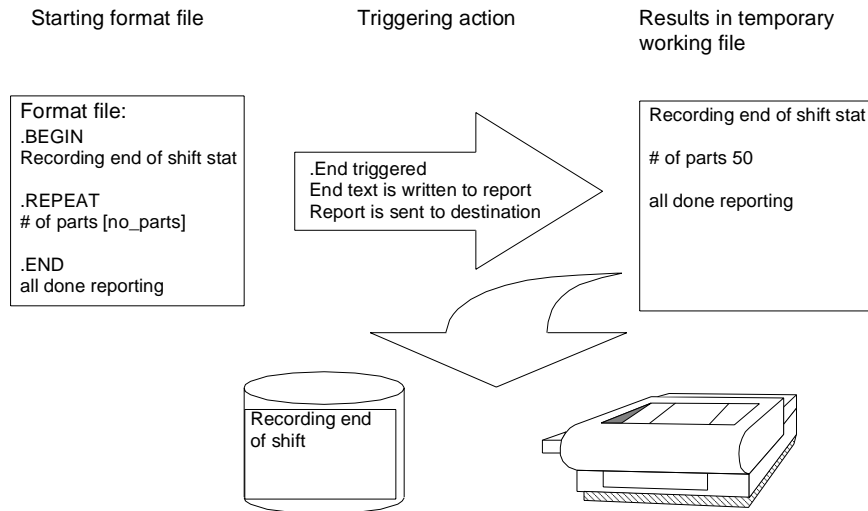 Starting format file
Triggering action
Results in temporary
working file
Format file:
.BEGIN
Recording end of shift stat
.REPEAT
# of parts [no_parts]
.END
all done reporting
.End triggered
End text is written to report
Report is sent to destination
Recording end of shift stat
# of parts 50
all done reporting
Recording end
of shift